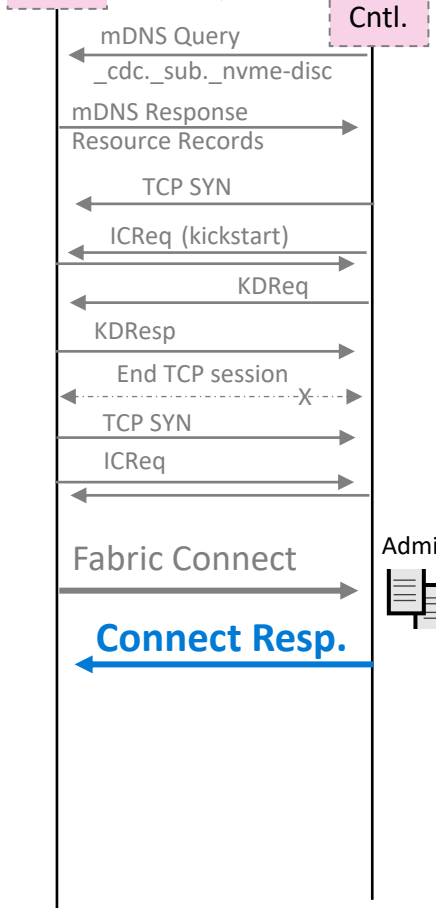 Cntl.
mDNS Query
_cdc._sub._nvme-disc
mDNS Response
Resource Records
TCP SYN
ICReq (kickstart)
KDReq
KDResp
End TCP session
X
TCP SYN
ICReq
Fabric Connect
Admi
Connect Resp.